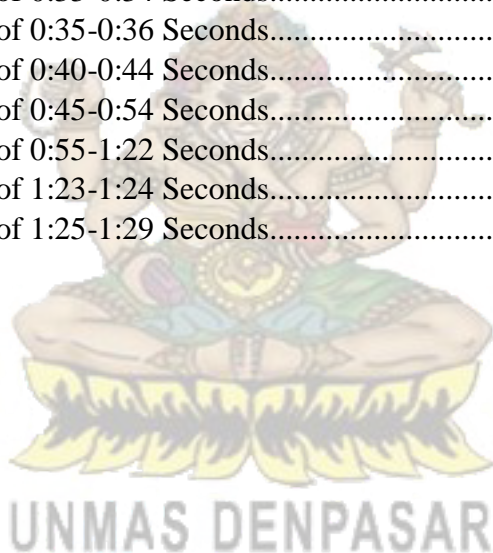 of 0:35-0:36 Seconds.............................
of 0:40-0:44 Seconds.............................
of 0:45-0:54 Seconds.............................
of 0:55-1:22 Seconds.............................
of 1:23-1:24 Seconds.............................
of 1:25-1:29 Seconds.............................
UNMAS DENPASAR